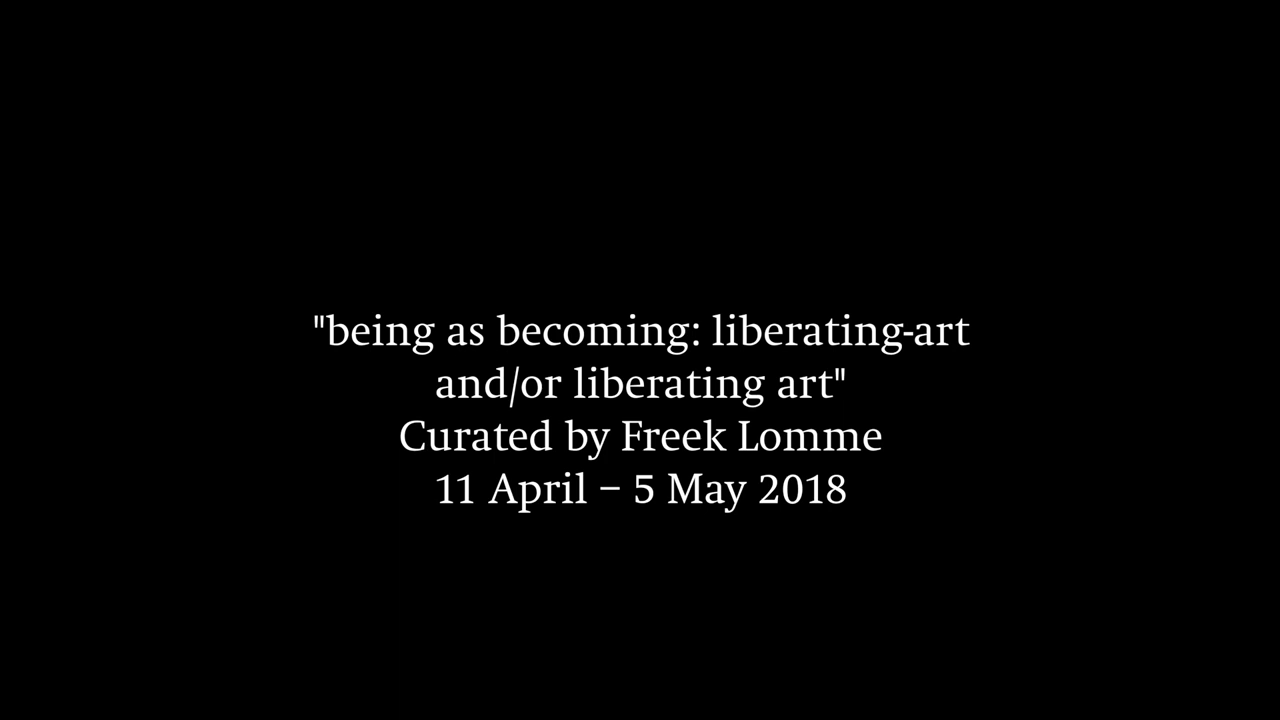 "being as becoming: liberating-art
and/or liberating art"
Curated by Freek Lomme
11 April – 5 May 2018